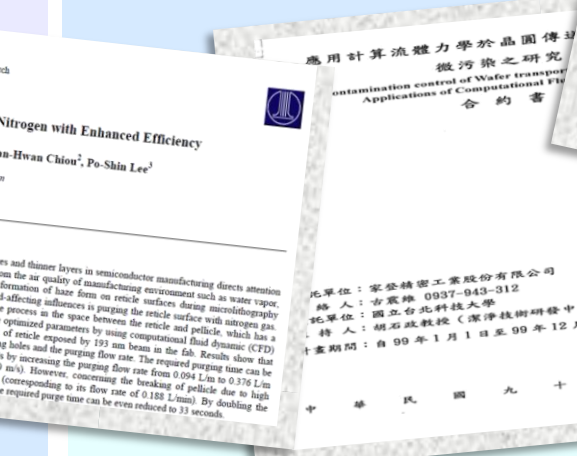 ch
Nitrogen with Enhanced Efficiency
n-Hwan Chiou², Po-Shin Lee³
es and thinner layers in semiconductor manufacturing directs attention
om the air quality of manufacturing environment such as water vapor,
formation of haze form on reticle surfaces during microlithography
d-affecting influences is purging the reticle surface with nitrogen gas.
e process in the space between the reticle and pellicle, which has a
optimized parameters by using computational fluid dynamic (CFD)
of reticle exposed by 193 nm beam in the fab. Results show that
ng holes and the purging flow rate. The required purging time can be
s by increasing the purging flow rate from 0.094 L/m to 0.376 L/m
m/s). However, concerning the breaking of pellicle due to high
(corresponding to its flow rate of 0.188 L/min). By doubling the
e required purge time can be even reduced to 33 seconds.
應用計算流體力學於晶圓傳送
微污染之研究
ontamination control of Wafer transpor
Applications of Computational Fl
合約書
託單位：家登精密工業股份有限公司
絡人：古震維 0937-943-312
託單位：國立台北科技大學
持人：胡石政教授（潔淨技術研發中
畫期間：自 99 年 1 月 1 日至 99 年 12 月
中華民國九十